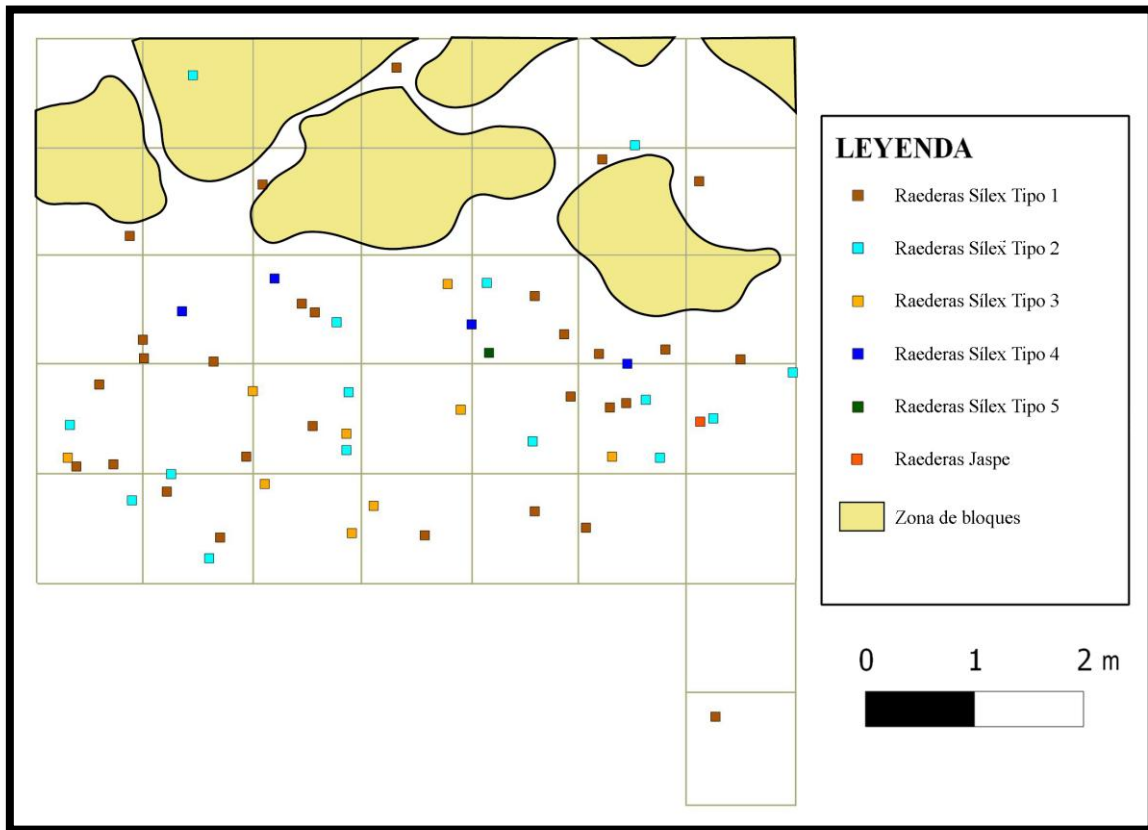 LEYENDA
Raederas Sílex Tipo 1
Raederas Sílex Tipo 2
Raederas Sílex Tipo 3
Raederas Sílex Tipo 4
Raederas Sílex Tipo 5
Raederas Jaspe
Zona de bloques
0 1 2 m